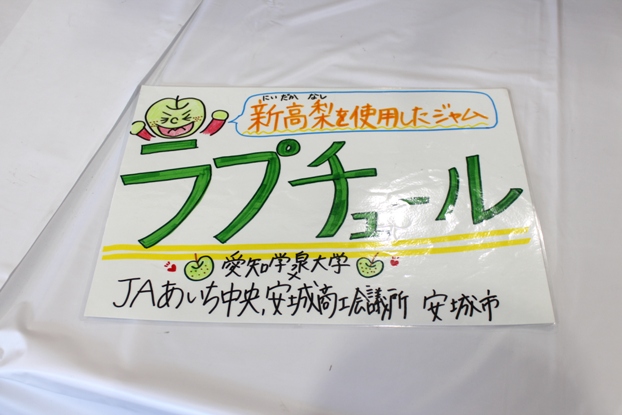 にいだか なし
新高梨を使用したジャム
ラプチュール
愛知学泉大学
×
JAあいち中央,安城商工会議所 安城市